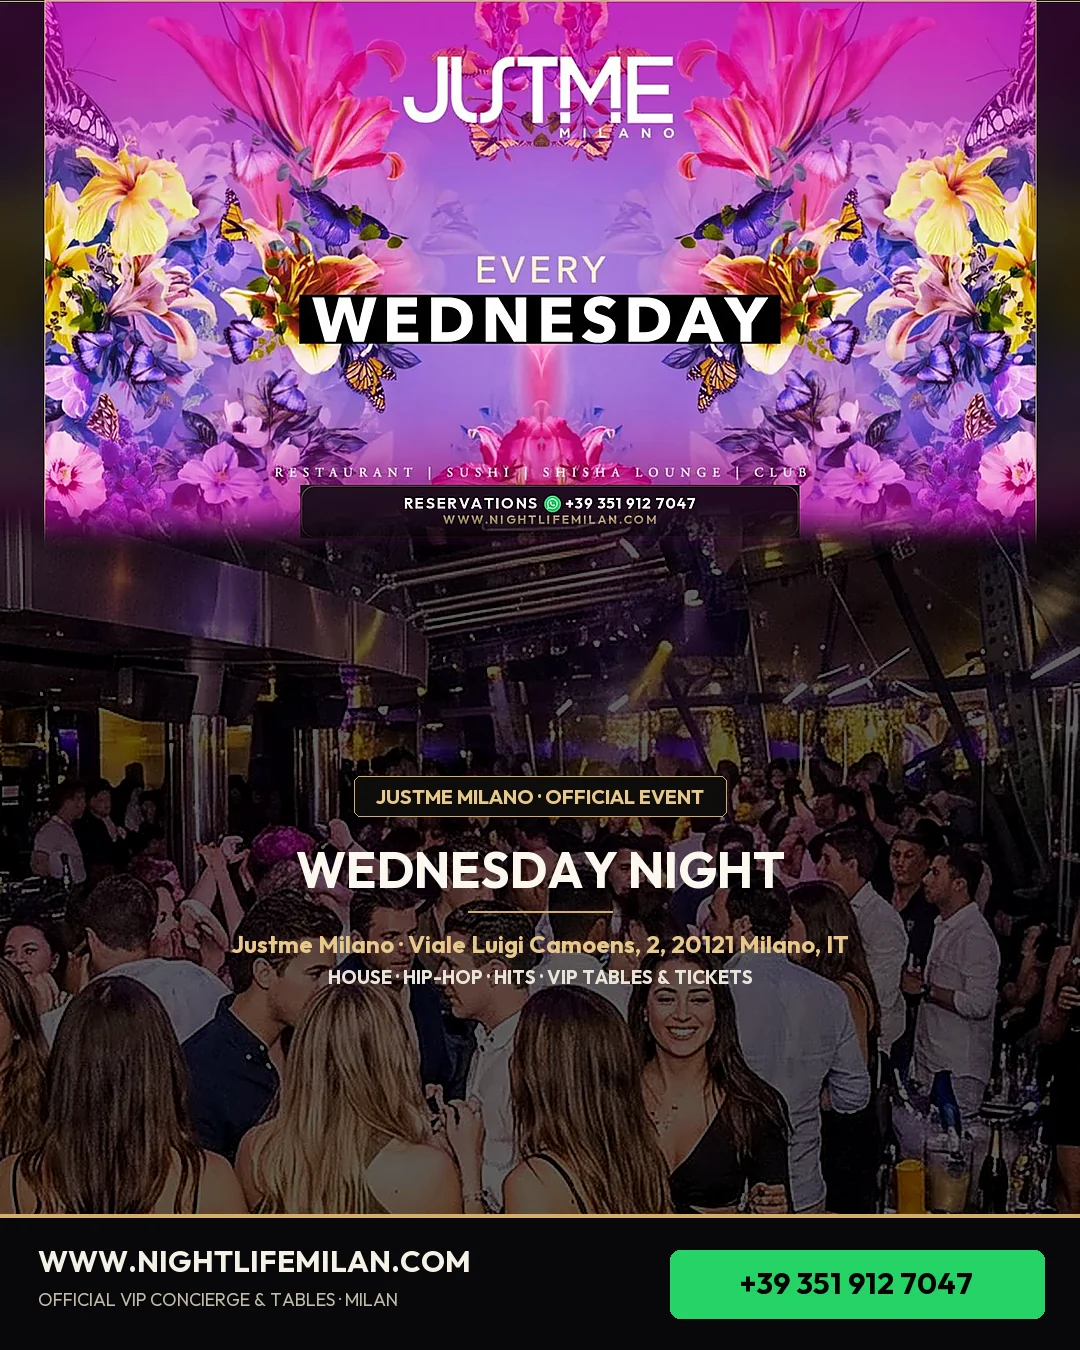 JUSTME
MILANO
EVERY
WEDNESDAY
RESTAURANT | SUSHI | SHISHA LOUNGE | CLUB
RESERVATIONS +39 351 912 7047
WWW.NIGHTLIFEMILAN.COM
JUSTME MILANO · OFFICIAL EVENT
WEDNESDAY NIGHT
Justme Milano · Viale Luigi Camoens, 2, 20121 Milano, IT
HOUSE · HIP-HOP · HITS · VIP TABLES & TICKETS
WWW.NIGHTLIFEMILAN.COM
OFFICIAL VIP CONCIERGE & TABLES · MILAN
+39 351 912 7047